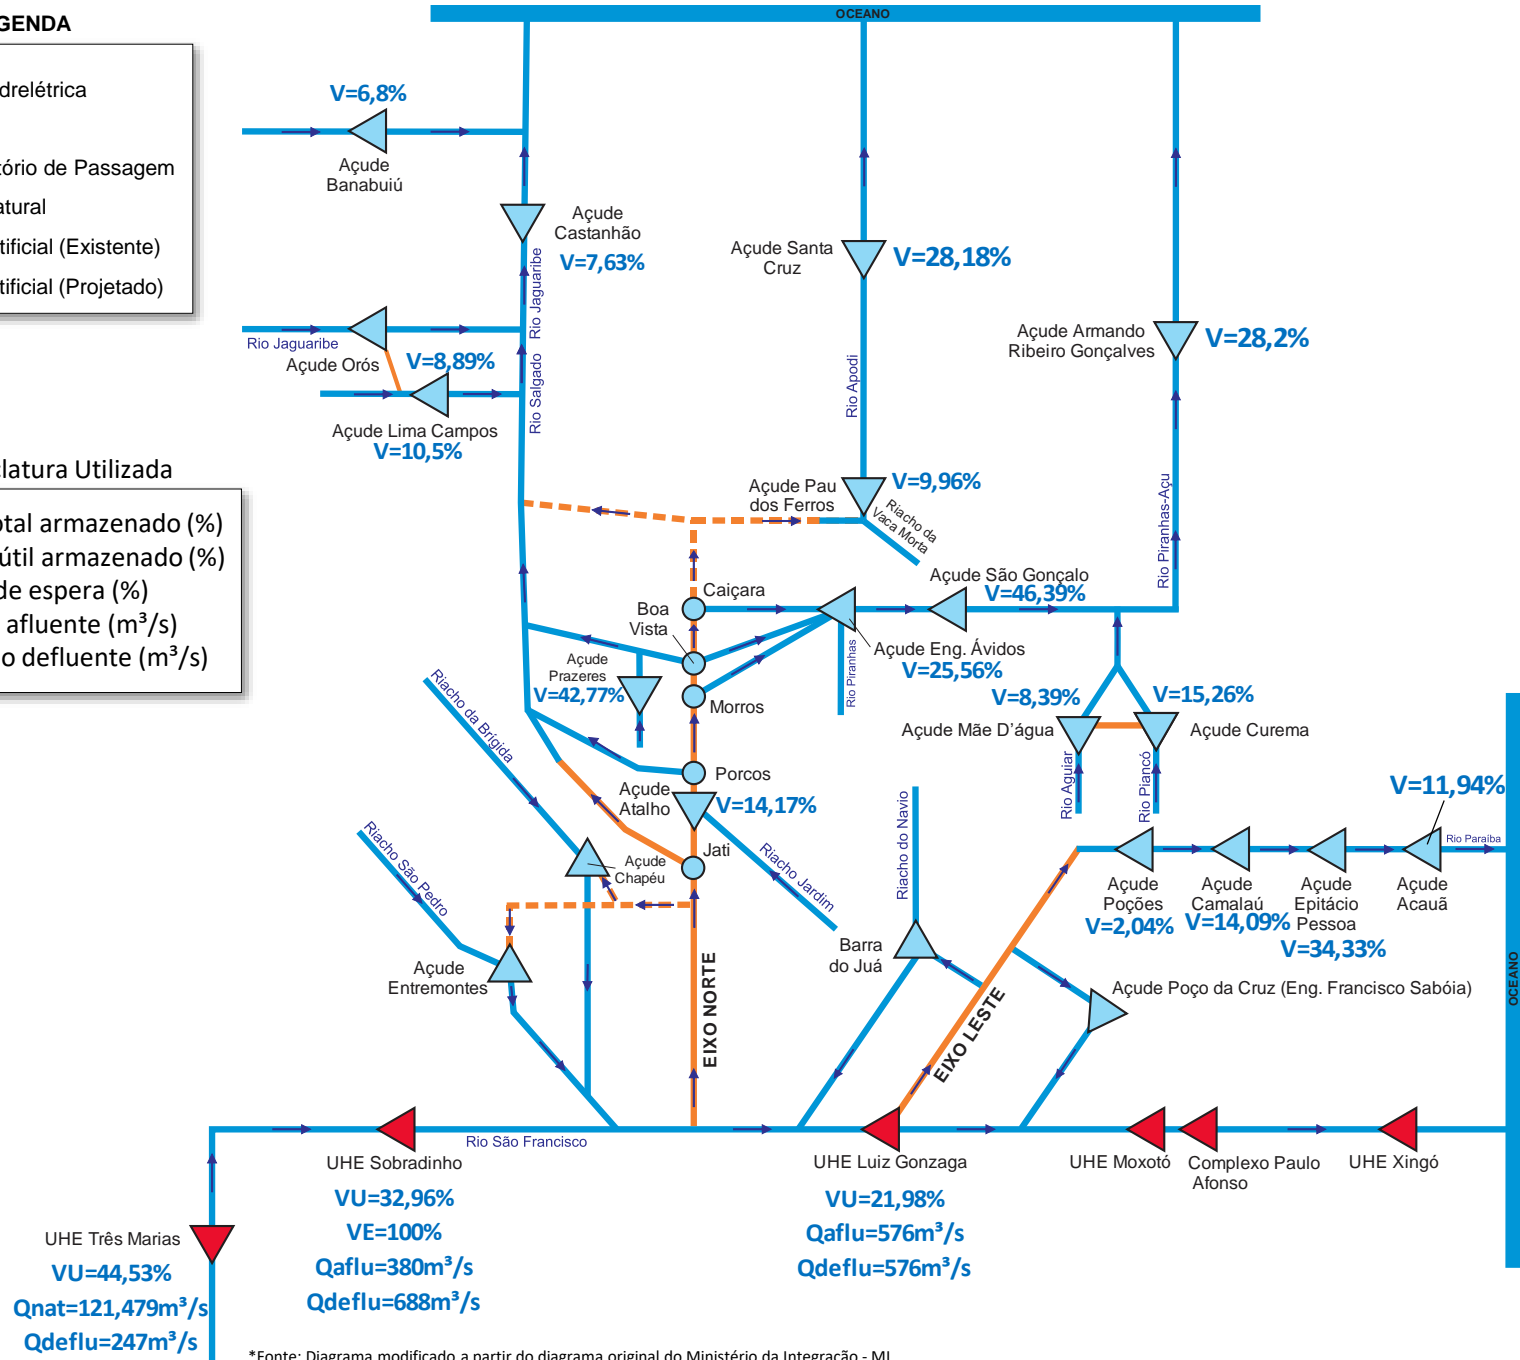 OCEANO
GENDA
drelétrica
tório de Passagem
atural
tificial (Existente)
tificial (Projetado)
V=6,8%
Açude
Banabuiú
Açude
Castanhão
V=7,63%
Rio Jaguaribe
Açude Santa
Cruz
V=28,18%
Açude Armando
Ribeiro Gonçalves
V=28,2%
Rio Jaguaribe
Açude Orós
V=8,89%
Rio Salgado
Rio Apodi
Açude Lima Campos
V=10,5%
clatura Utilizada
otal armazenado (%)
útil armazenado (%)
de espera (%)
afluente (m³/s)
o defluente (m³/s)
Açude Pau
dos Ferros
V=9,96%
Riacho da
Vaca Morta
Rio Piranhas-Açu
Caiçara
Boa
Vista
Açude São Gonçalo
V=46,39%
Açude Eng. Ávidos
V=25,56%
Rio Piranhas
Açude
Prazeres
V=42,77%
Morros
Riacho da Brígida
V=8,39%
V=15,26%
Açude Mãe D'água
Açude Curema
Rio Aguiar
Rio Piancó
Porcos
Açude
Atalho
V=14,17%
Jati
Riacho Jardim
Riacho do Navio
V=11,94%
Rio Paraíba
Riacho São Pedro
Açude
Chapéu
Açude
Poções
V=2,04%
Açude
Camalaú
V=14,09%
Açude
Epitácio
Pessoa
V=34,33%
Açude
Acauã
OCEANO
Açude
Entremontes
Barra
do Juá
Açude Poço da Cruz (Eng. Francisco Sabóia)
EIXO NORTE
EIXO LESTE
Rio São Francisco
UHE Sobradinho
VU=32,96%
VE=100%
Qaflu=380m³/s
Qdeflu=688m³/s
UHE Luiz Gonzaga
VU=21,98%
Qaflu=576m³/s
Qdeflu=576m³/s
UHE Moxotó
Complexo Paulo
Afonso
UHE Xingó
UHE Três Marias
VU=44,53%
Qnat=121,479m³/s
Qdeflu=247m³/s
*Fonte: Diagrama modificado a partir do diagrama original do Ministério da Integração - MI